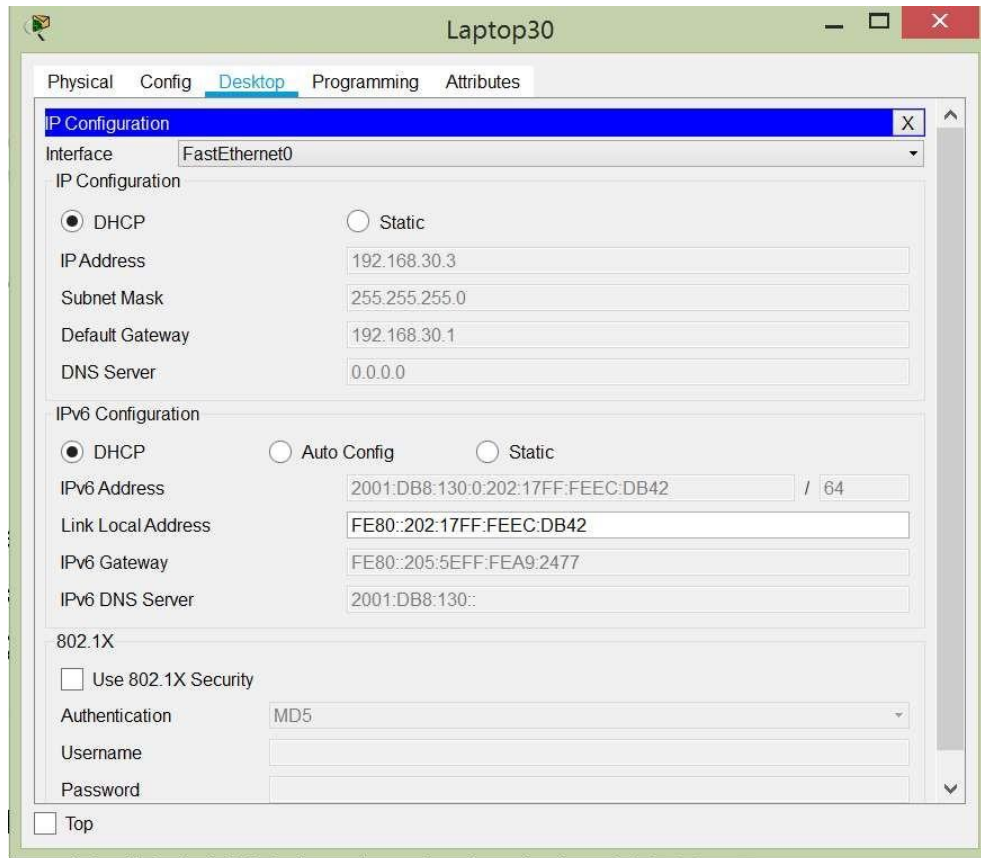 Laptop30
Physical Config Desktop Programming Attributes
IP Configuration X
Interface FastEthernet0
IP Configuration
DHCP Static
IP Address 192.168.30.3
Subnet Mask 255.255.255.0
Default Gateway 192.168.30.1
DNS Server 0.0.0.0
IPv6 Configuration
DHCP Auto Config Static
IPv6 Address 2001:DB8:130:0:202:17FF:FEEC:DB42 / 64
Link Local Address FE80::202:17FF:FEEC:DB42
IPv6 Gateway FE80::205:5EFF:FEA9:2477
IPv6 DNS Server 2001:DB8:130::
802.1X
Use 802.1X Security
Authentication MD5
Username
Password
Top